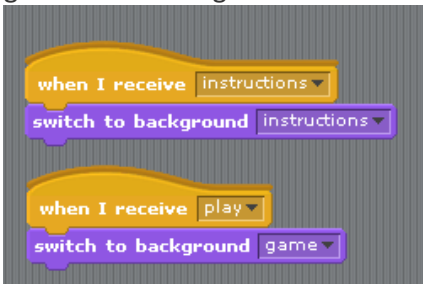 when I receive instructions
switch to background instructions
when I receive play
switch to background game